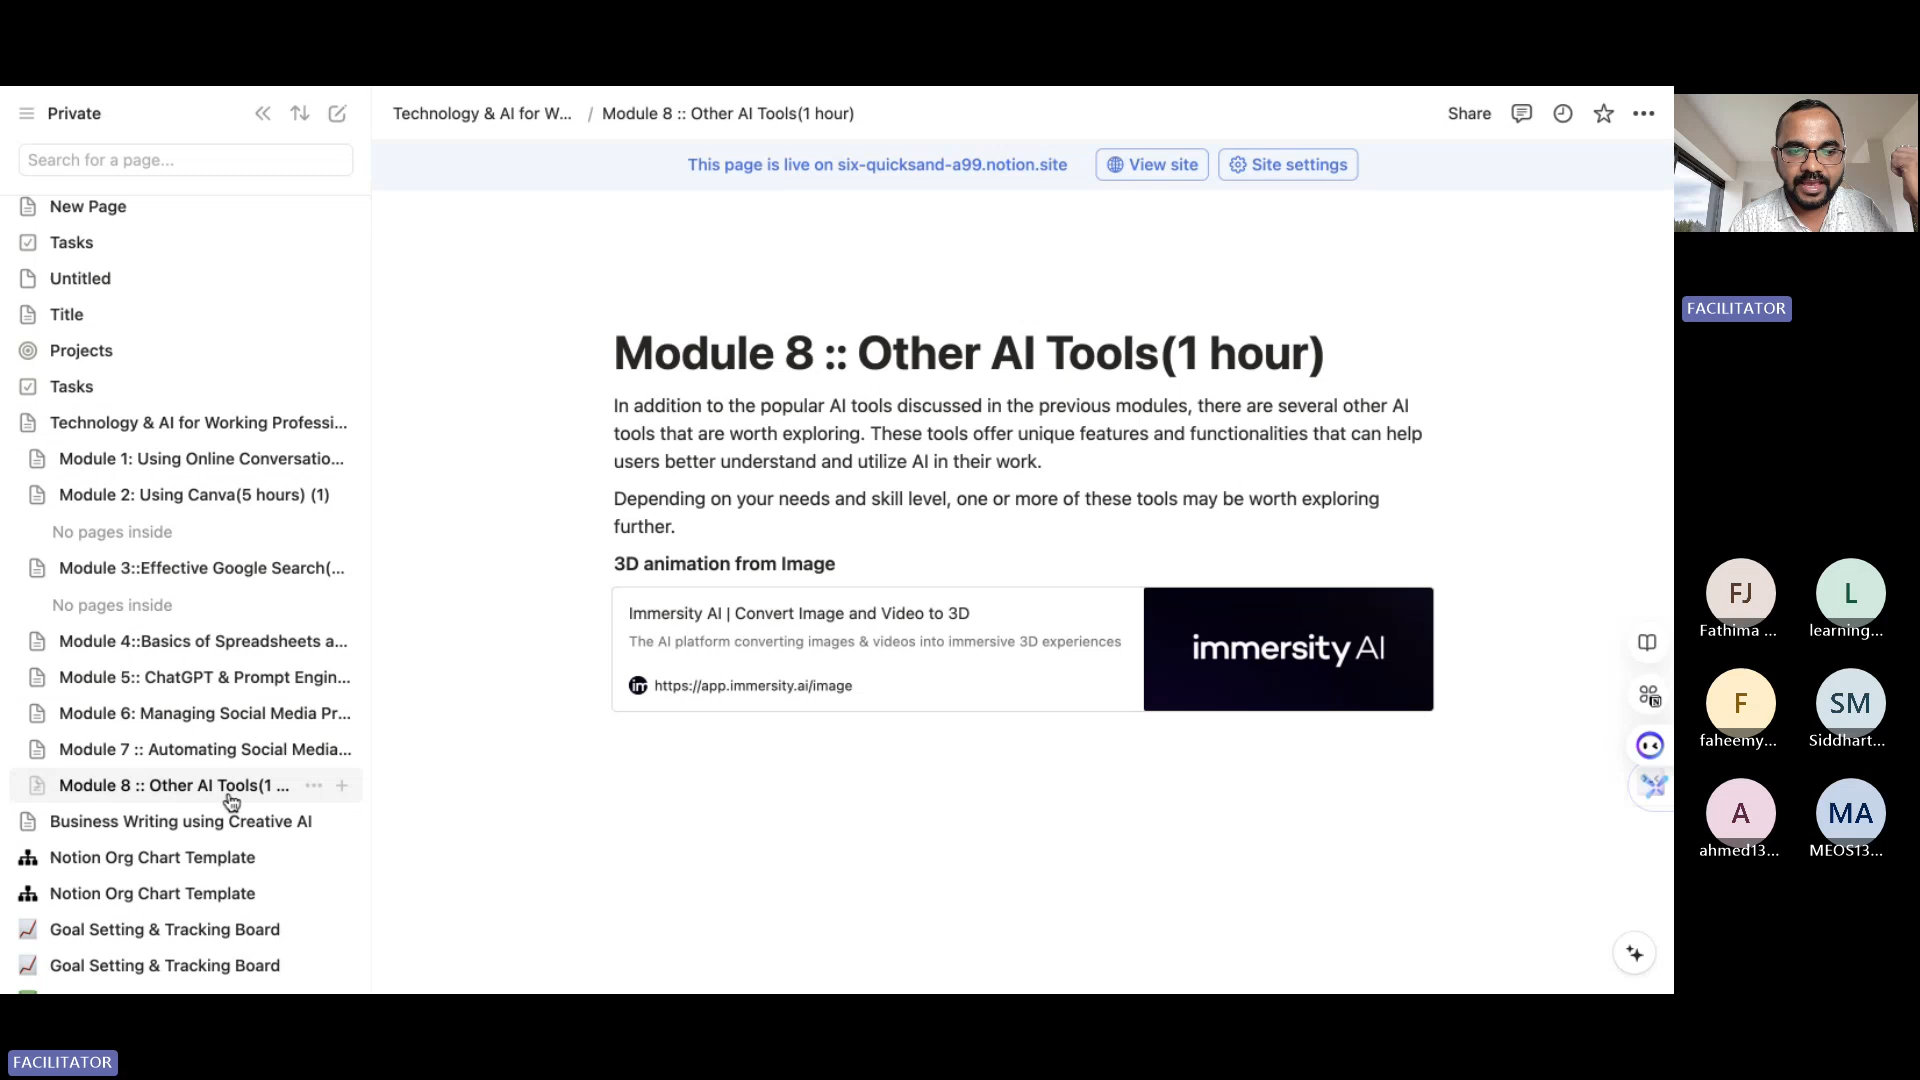 Private
Search for a page...
New Page
Tasks
Untitled
Title
Projects
Tasks
Technology & AI for Working Professi...
Module 1: Using Online Conversatio...
Module 2: Using Canva(5 hours) (1)
No pages inside
Module 3::Effective Google Search(...
No pages inside
Module 4::Basics of Spreadsheets a...
Module 5:: ChatGPT & Prompt Engin...
Module 6: Managing Social Media Pr...
Module 7 :: Automating Social Media...
Module 8 :: Other AI Tools(1 ...
Business Writing using Creative AI
Notion Org Chart Template
Notion Org Chart Template
Goal Setting & Tracking Board
Goal Setting & Tracking Board
Technology & AI for W... / Module 8 :: Other AI Tools(1 hour)
Share
This page is live on six-quicksand-a99.notion.site
View site
Site settings
Module 8 :: Other AI Tools(1 hour)
In addition to the popular AI tools discussed in the previous modules, there are several other AI
tools that are worth exploring. These tools offer unique features and functionalities that can help
users better understand and utilize AI in their work.
Depending on your needs and skill level, one or more of these tools may be worth exploring
further.
3D animation from Image
Immersity AI | Convert Image and Video to 3D
The AI platform converting images & videos into immersive 3D experiences
im https://app.immersity.ai/image
immersity AI
FACILITATOR
FJ
Fathima ...
L
learning...
F
faheemy...
SM
Siddhart...
A
ahmed13...
MA
MEOS13...
FACILITATOR